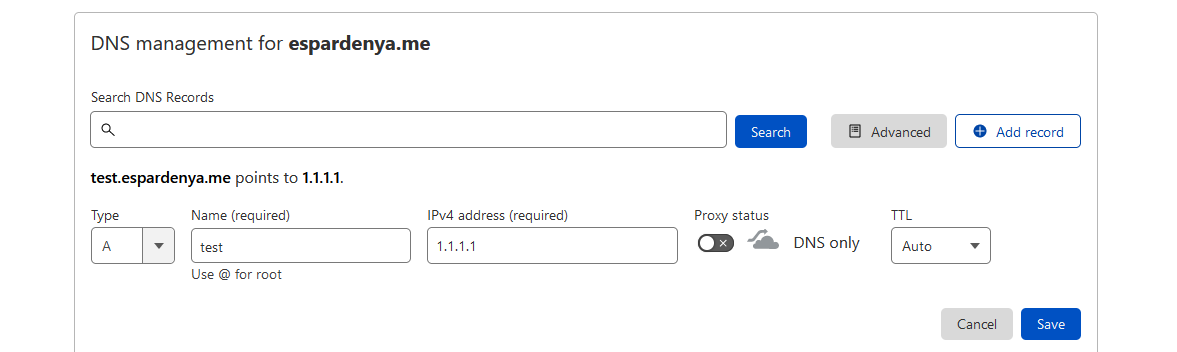 DNS management for espardenya.me
Search DNS Records
Search
Advanced
Add record
test.espardenya.me points to 1.1.1.1.
Type
Name (required)
IPv4 address (required)
Proxy status
TTL
A
test
1.1.1.1
DNS only
Auto
Use @ for root
Cancel
Save